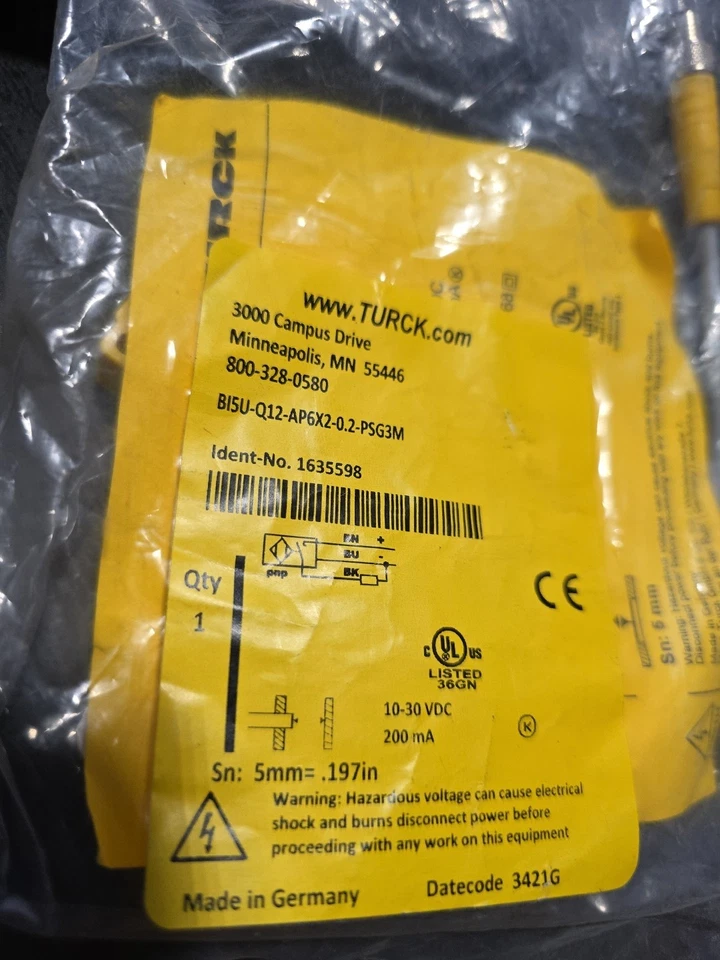 www.TURCK.com
3000 Campus Drive
Minneapolis, MN 55446
800-328-0580
BI5U-Q12-AP6X2-0.2-PSG3M
Ident-No. 1635598
BN +
BU -
BK
pnp
Qty
1
CE
C UL US
LISTED
36GN
10-30 VDC
200 mA
K
Sn: 5mm= .197in
Warning: Hazardous voltage can cause electrical
shock and burns disconnect power before
proceeding with any work on this equipment
Made in Germany
Datecode 3421G
RCK
68
UL
Sn: 5 mm